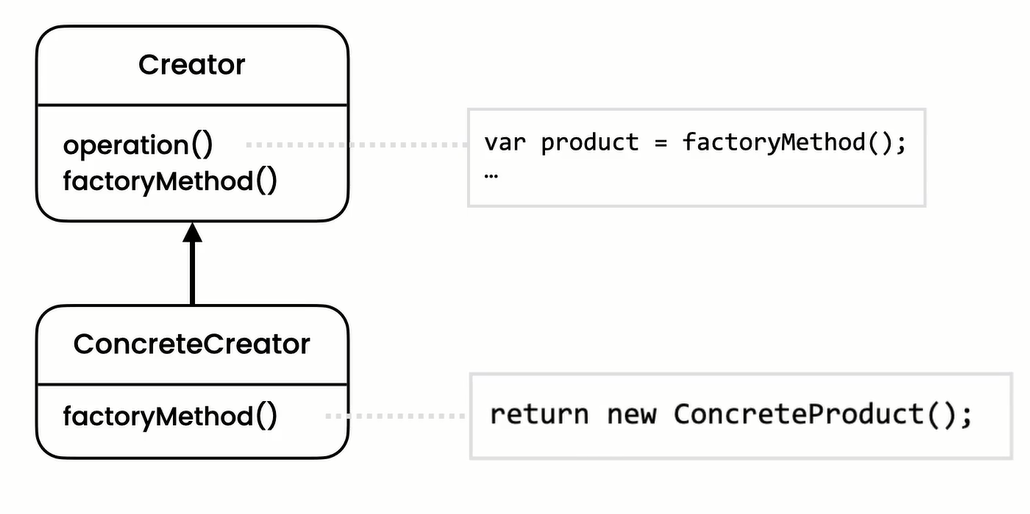 Creator
operation()
factoryMethod()
var product = factoryMethod();
…
ConcreteCreator
factoryMethod()
return new ConcreteProduct();